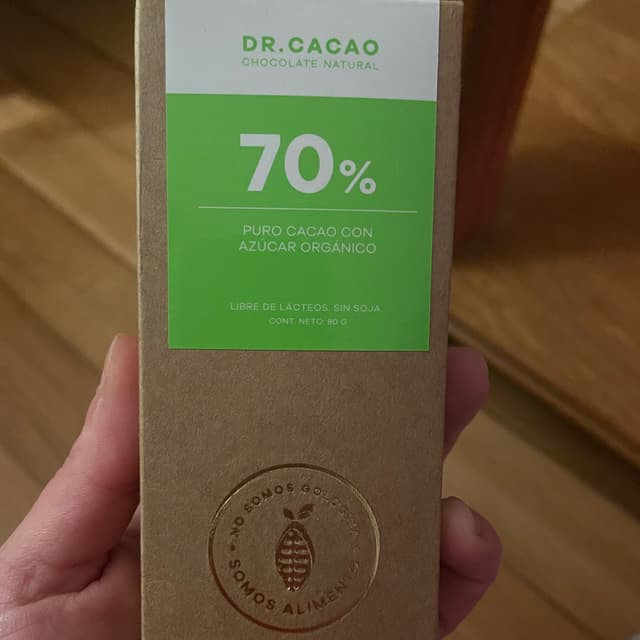 DR.CACAO
CHOCOLATE NATURAL
70%
PURO CACAO CON
AZÚCAR ORGÁNICO
LIBRE DE LÁCTEOS. SIN SOJA.
CONT. NETO: 80 G
• NO SOMOS GOLOSINA •
SOMOS ALIMENTO